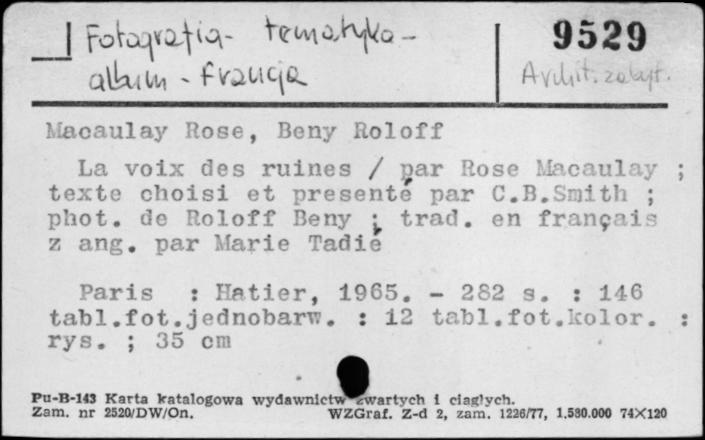 Fotografia - tematyka -
album - Francja
9529
Archit. zabyt.
Macaulay Rose, Beny Roloff
La voix des ruines / par Rose Macaulay ;
texte choisi et presenté par C.B.Smith ;
phot. de Roloff Beny ; trad. en français
z ang. par Marie Tadié
Paris : Hatier, 1965. - 282 s. : 146
tabl.fot.jednobarw. : 12 tabl.fot.kolor. :
rys. ; 35 cm
Pu-B-143 Karta katalogowa wydawnictw zwartych i ciągłych.
Zam. nr 2520/DW/On. WZGraf. Z-d 2, zam. 1226/77, 1.580.000 74×120